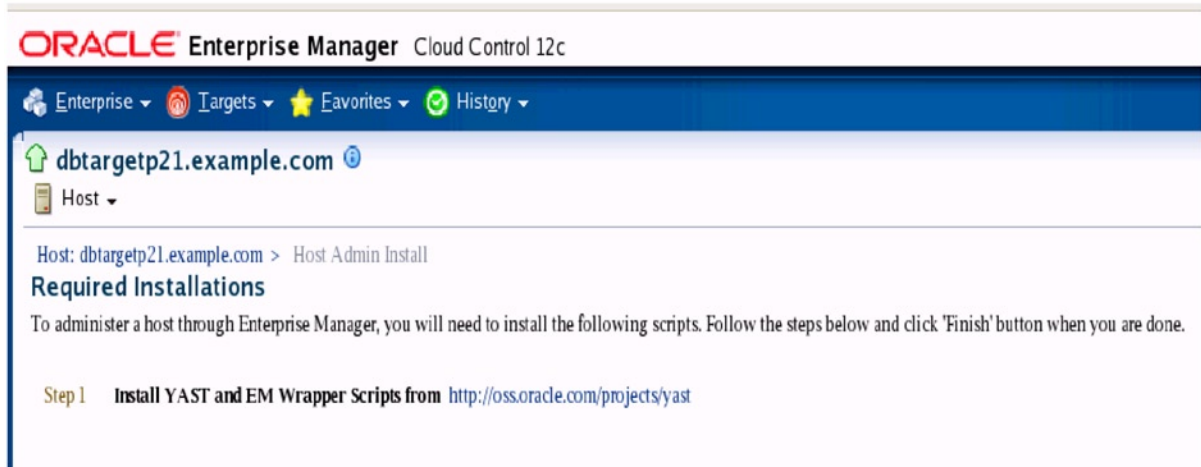 ORACLE Enterprise Manager Cloud Control 12c
Enterprise Targets Favorites History
dbtargetp21.example.com
Host
Host: dbtargetp21.example.com > Host Admin Install
Required Installations
To administer a host through Enterprise Manager, you will need to install the following scripts. Follow the steps below and click 'Finish' button when you are done.
Step 1 Install YAST and EM Wrapper Scripts from http://oss.oracle.com/projects/yast